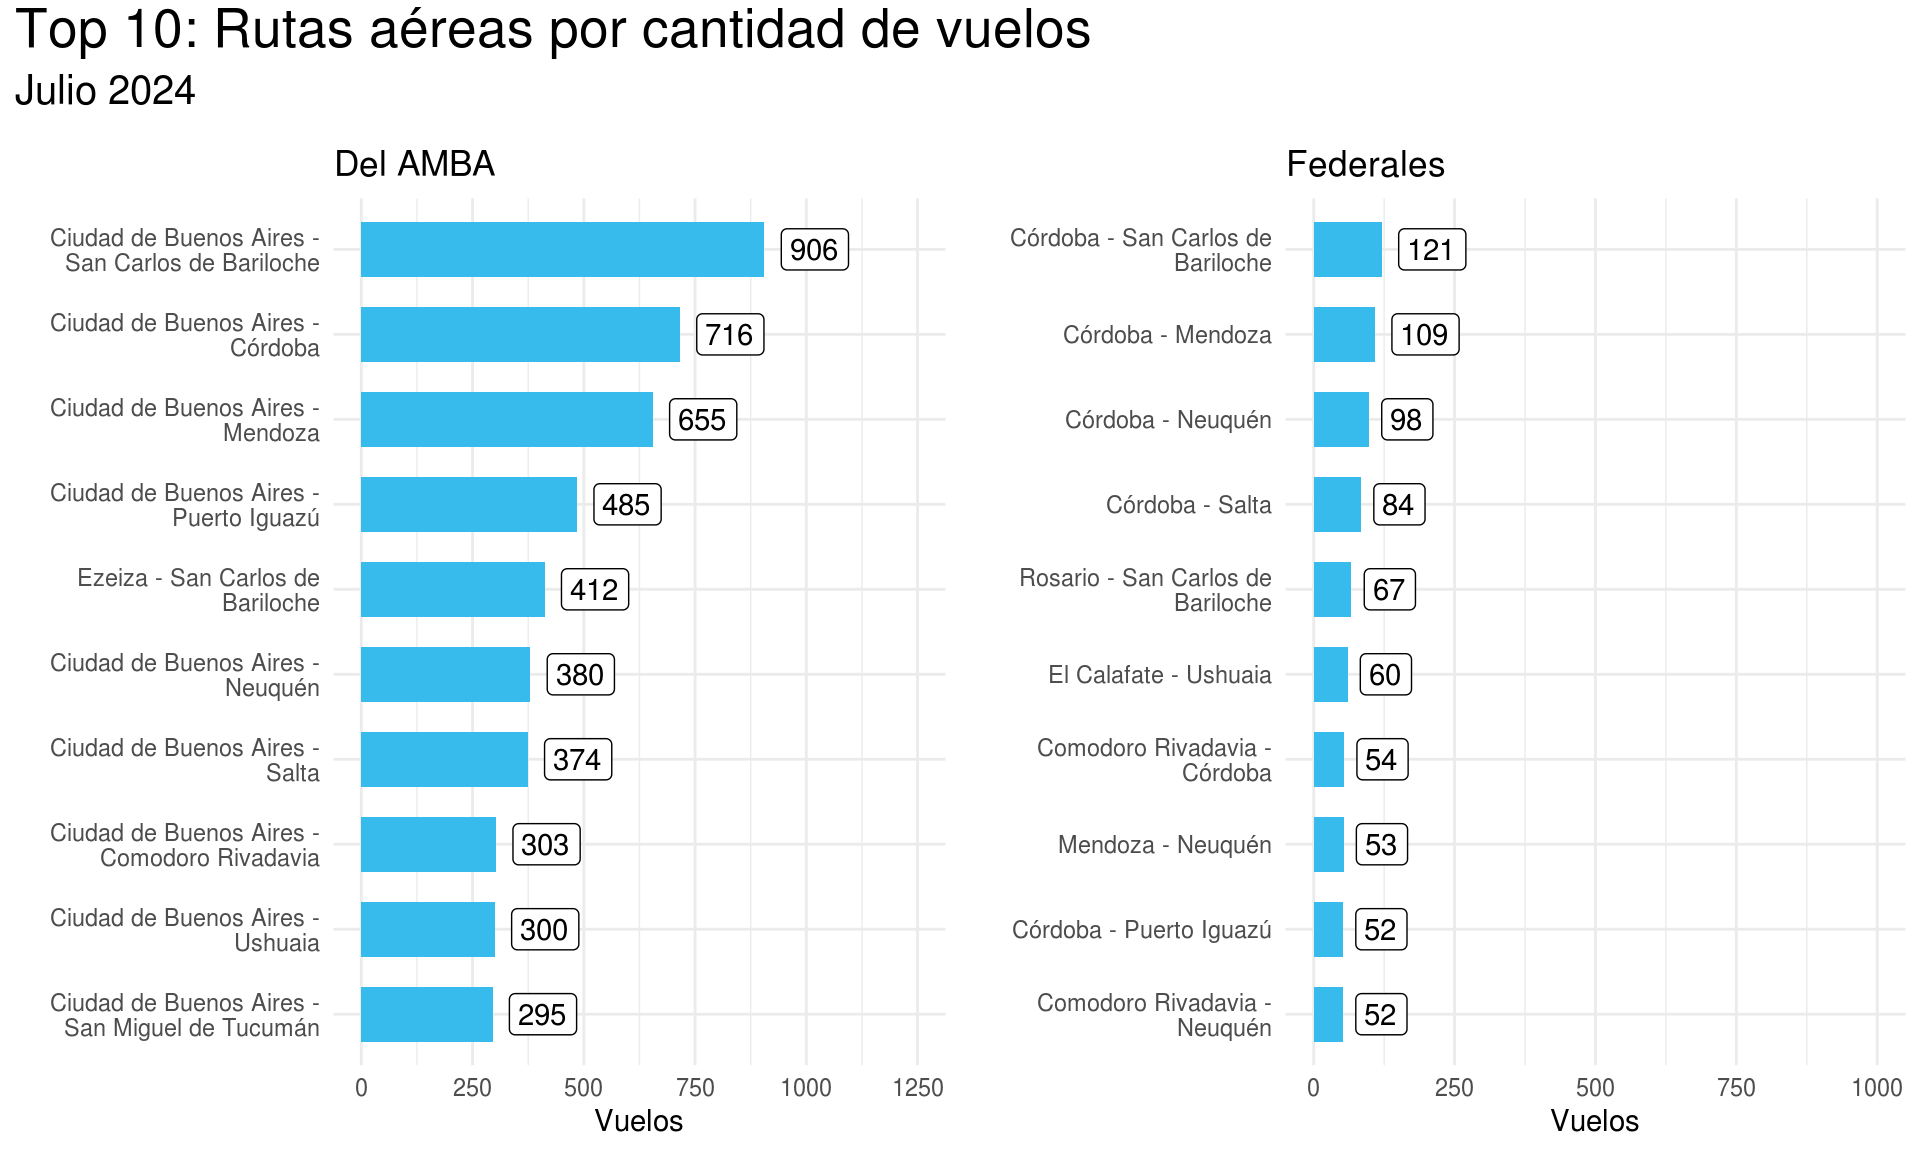 Top 10: Rutas aéreas por cantidad de vuelos
Julio 2024
Del AMBA
Ciudad de Buenos Aires -
San Carlos de Bariloche
906
Ciudad de Buenos Aires -
Córdoba
716
Ciudad de Buenos Aires -
Mendoza
655
Ciudad de Buenos Aires -
Puerto Iguazú
485
Ezeiza - San Carlos de
Bariloche
412
Ciudad de Buenos Aires -
Neuquén
380
Ciudad de Buenos Aires -
Salta
374
Ciudad de Buenos Aires -
Comodoro Rivadavia
303
Ciudad de Buenos Aires -
Ushuaia
300
Ciudad de Buenos Aires -
San Miguel de Tucumán
295
0 250 500 750 1000 1250
Vuelos
Federales
Córdoba - San Carlos de
Bariloche
121
Córdoba - Mendoza
109
Córdoba - Neuquén
98
Córdoba - Salta
84
Rosario - San Carlos de
Bariloche
67
El Calafate - Ushuaia
60
Comodoro Rivadavia -
Córdoba
54
Mendoza - Neuquén
53
Córdoba - Puerto Iguazú
52
Comodoro Rivadavia -
Neuquén
52
0 250 500 750 1000
Vuelos